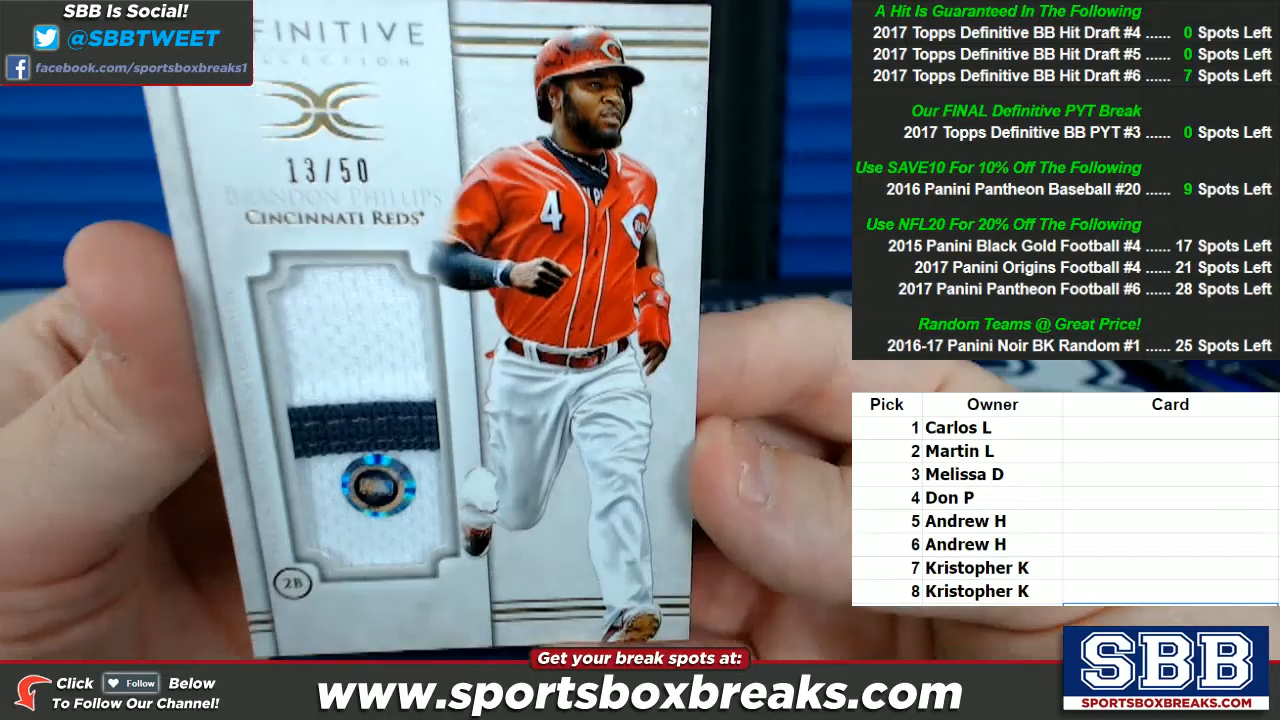 SBB Is Social!
@SBBTWEET
facebook.com/sportsboxbreaks1
FINITIVE
LLECTION
13/50
BRANDON PHILLIPS
CINCINNATI REDS
4
2B
A Hit Is Guaranteed In The Following
2017 Topps Definitive BB Hit Draft #4 ...... 0 Spots Left
2017 Topps Definitive BB Hit Draft #5 ...... 0 Spots Left
2017 Topps Definitive BB Hit Draft #6 ...... 7 Spots Left
Our FINAL Definitive PYT Break
2017 Topps Definitive BB PYT #3 ...... 0 Spots Left
Use SAVE10 For 10% Off The Following
2016 Panini Pantheon Baseball #20 ...... 9 Spots Left
Use NFL20 For 20% Off The Following
2015 Panini Black Gold Football #4 ...... 17 Spots Left
2017 Panini Origins Football #4 ...... 21 Spots Left
2017 Panini Pantheon Football #6 ...... 28 Spots Left
Random Teams @ Great Price!
2016-17 Panini Noir BK Random #1 ...... 25 Spots Left
Pick Owner Card
1 Carlos L
2 Martin L
3 Melissa D
4 Don P
5 Andrew H
6 Andrew H
7 Kristopher K
8 Kristopher K
Get your break spots at:
Click Follow Below
To Follow Our Channel!
www.sportsboxbreaks.com
SBB
SPORTSBOXBREAKS.COM